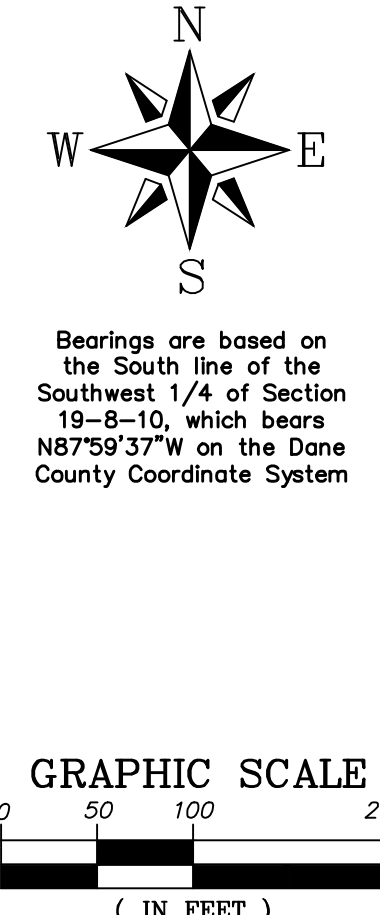 N
W E
S
Bearings are based on
the South line of the
Southwest 1/4 of Section
19-8-10, which bears
N87°59'37"W on the Dane
County Coordinate System
GRAPHIC SCALE
0 50 100 2
( IN FEET )